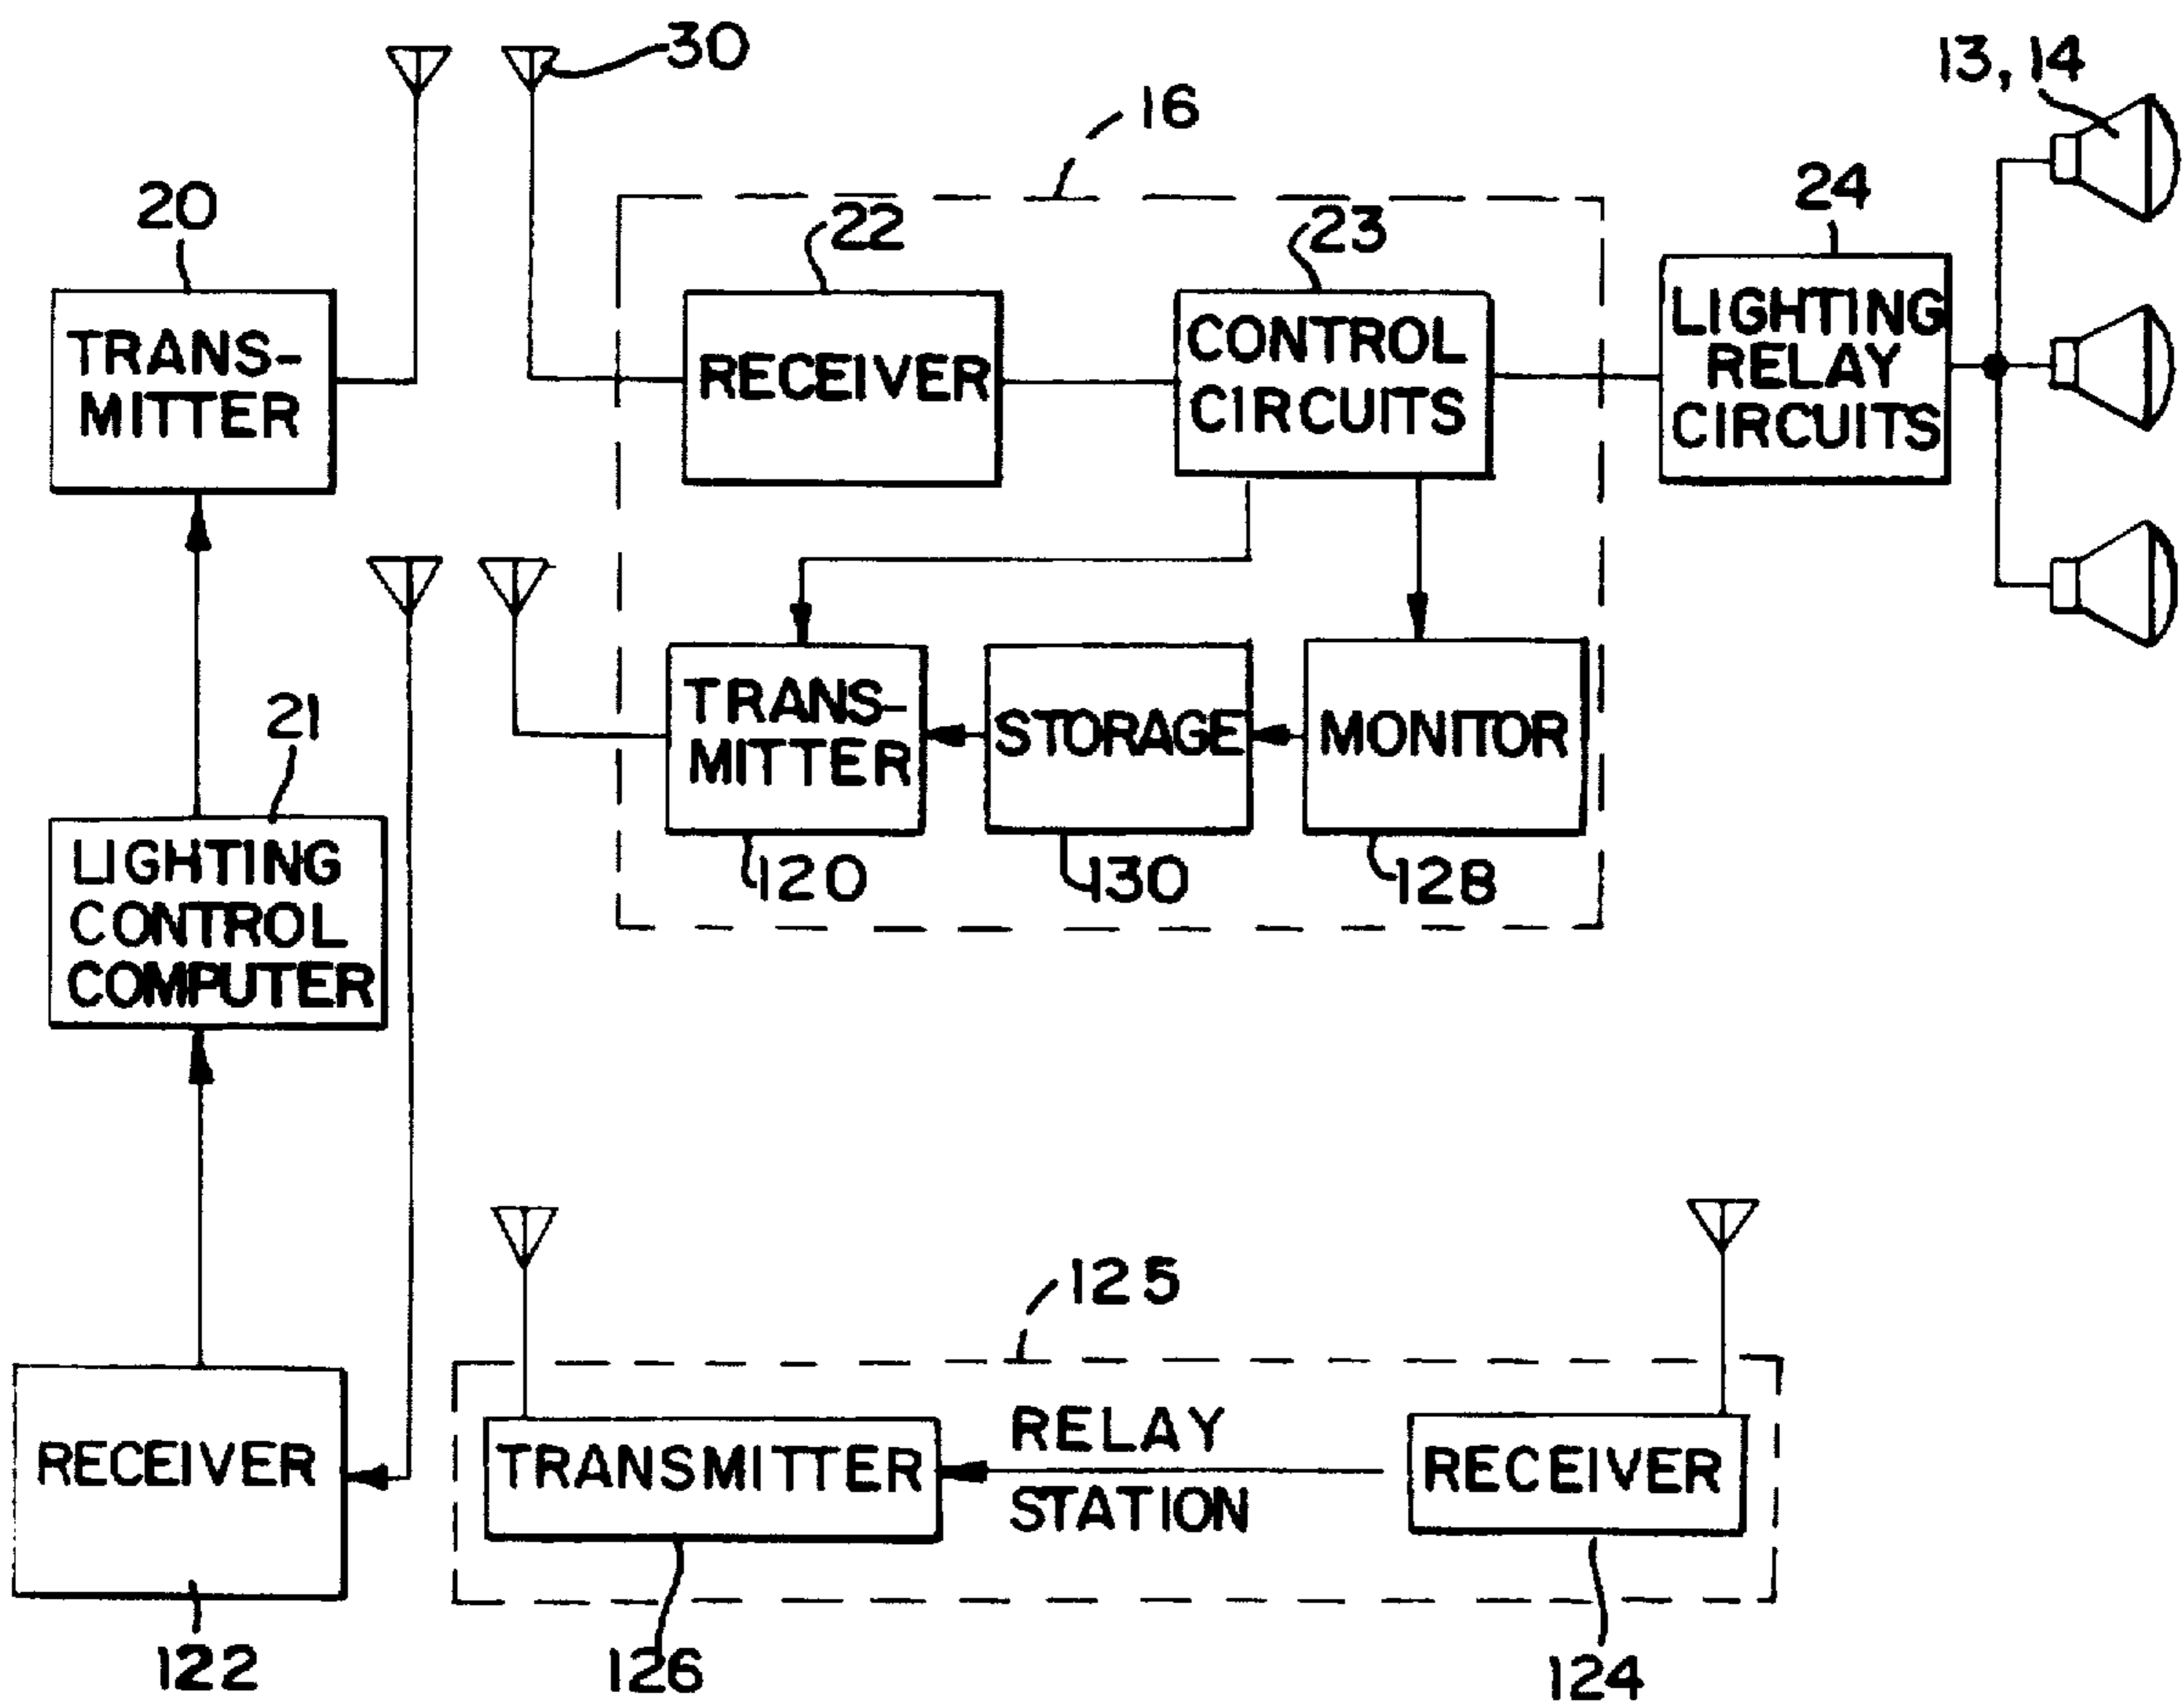 30
13, 14
16
20
22
23
24
TRANS-
MITTER
RECEIVER
CONTROL
CIRCUITS
LIGHTING
RELAY
CIRCUITS
21
TRANS-
MITTER
STORAGE
MONITOR
120
130
128
LIGHTING
CONTROL
COMPUTER
125
RECEIVER
TRANSMITTER
RELAY
STATION
RECEIVER
122
126
124